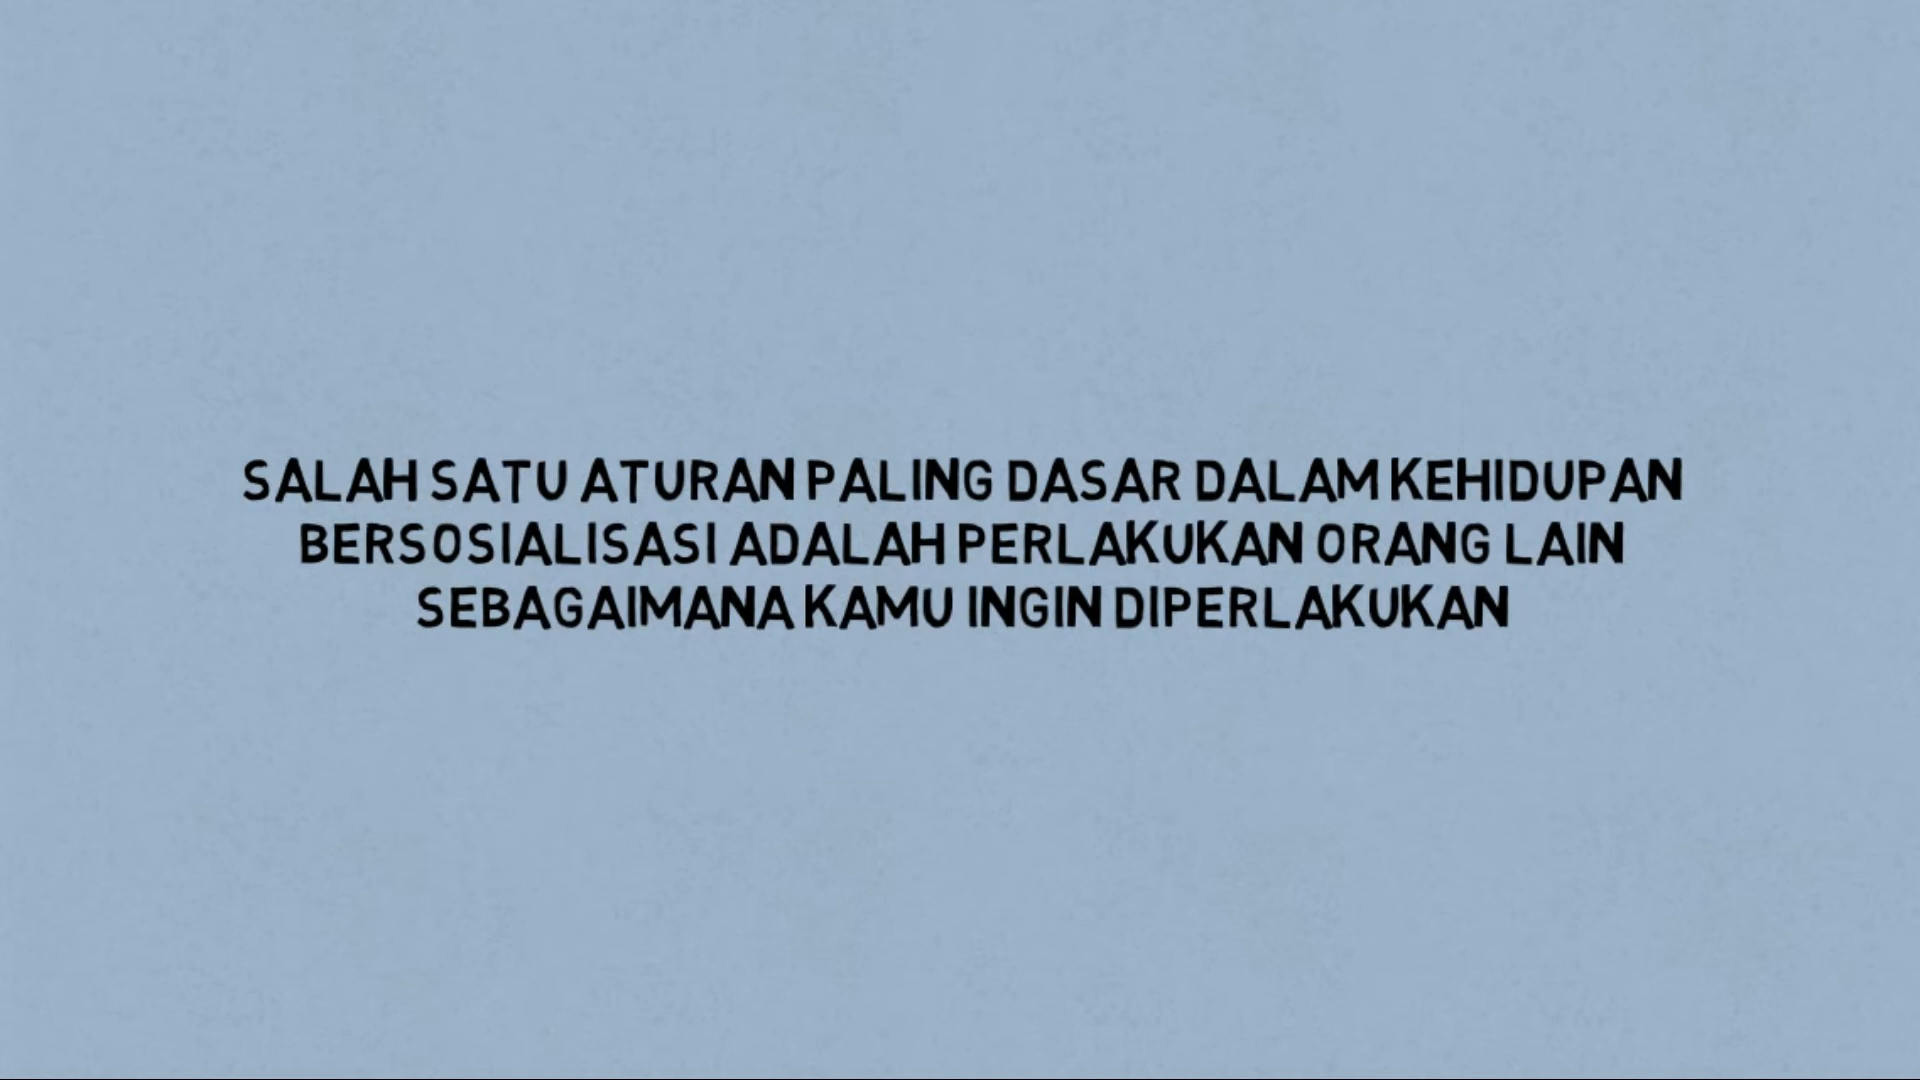 SALAH SATU ATURAN PALING DASAR DALAM KEHIDUPAN
BERSOSIALISASI ADALAH PERLAKUKAN ORANG LAIN
SEBAGAIMANA KAMU INGIN DIPERLAKUKAN